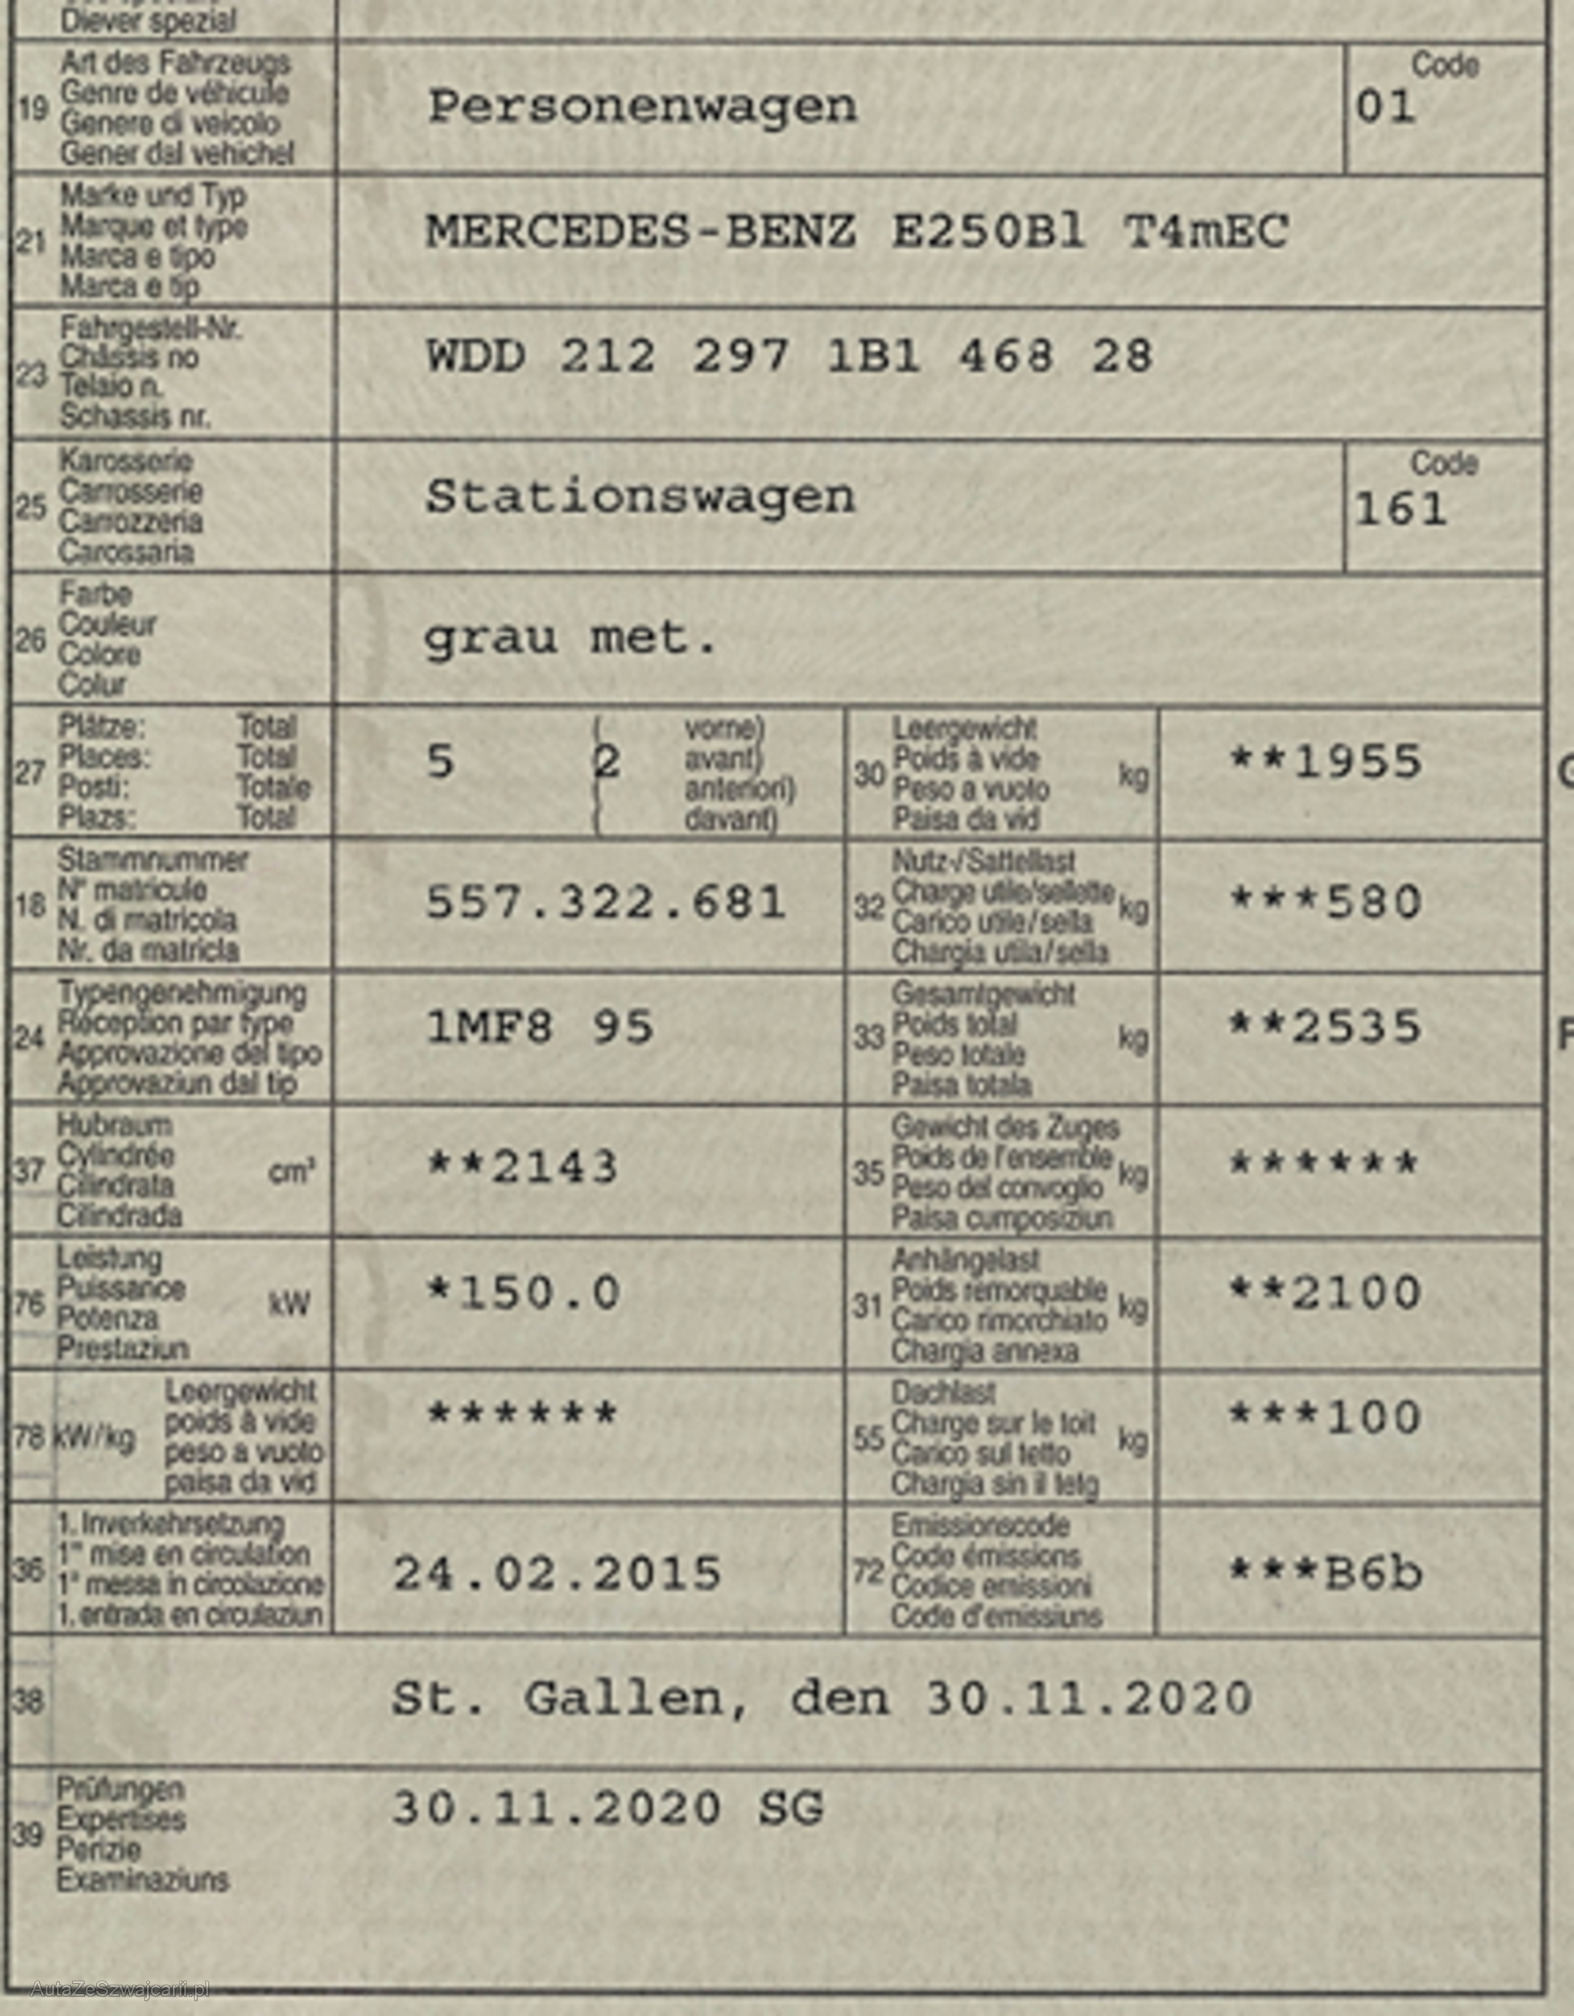 Diever spezial
Art des Fahrzeugs
19 Genre de véhicule
Genere di veicolo
Gener dal vehichel
Personenwagen
Code
01
Marke und Typ
21 Marque et type
Marca e tipo
Marca e tip
MERCEDES-BENZ E250Bl T4mEC
Fahrgestell-Nr.
23 Châssis no
Telaio n.
Schassis nr.
WDD 212 297 1B1 468 28
Karosserie
25 Carrosserie
Carrozzeria
Carossaria
Stationswagen
Code
161
Farbe
26 Couleur
Colore
Colur
grau met.
Plätze: Total
27 Places: Total
Posti: Totale
Plazs: Total
5 ( 2 vorne)
avant)
anteriori)
davant)
Leergewicht
30 Poids à vide kg
Peso a vuoto
Paisa da vid
**1955
Stammnummer
18 N° matricule
N. di matricola
Nr. da matricla
557.322.681
Nutz-/Sattellast
32 Charge utile/sellette kg
Carico utile/sella
Chargia utila/sella
***580
Typengenehmigung
24 Réception par type
Approvazione del tipo
Approvaziun dal tip
1MF8 95
Gesamtgewicht
33 Poids total kg
Peso totale
Paisa totala
**2535
Hubraum
37 Cylindrée cm³
Cilindrata
Cilindrada
**2143
Gewicht des Zuges
35 Poids de l'ensemble kg
Peso del convoglio
Paisa cumposiziun
******
Leistung
76 Puissance kW
Potenza
Prestaziun
*150.0
Anhängelast
31 Poids remorquable kg
Carico rimorchiato
Chargia annexa
**2100
Leergewicht
78 kW/kg poids à vide
peso a vuoto
paisa da vid
******
Dachlast
55 Charge sur le toit kg
Carico sul tetto
Chargia sin il tetg
***100
1. Inverkehrsetzung
36 1re mise en circulation
1a messa in circolazione
1. entrada en circulaziun
24.02.2015
Emissionscode
72 Code émissions
Codice emissioni
Code d'emissiuns
***B6b
38 St. Gallen, den 30.11.2020
Prüfungen
39 Expertises
Perizie
Examinaziuns
30.11.2020 SG
AutaZeSzwajcarii.pl